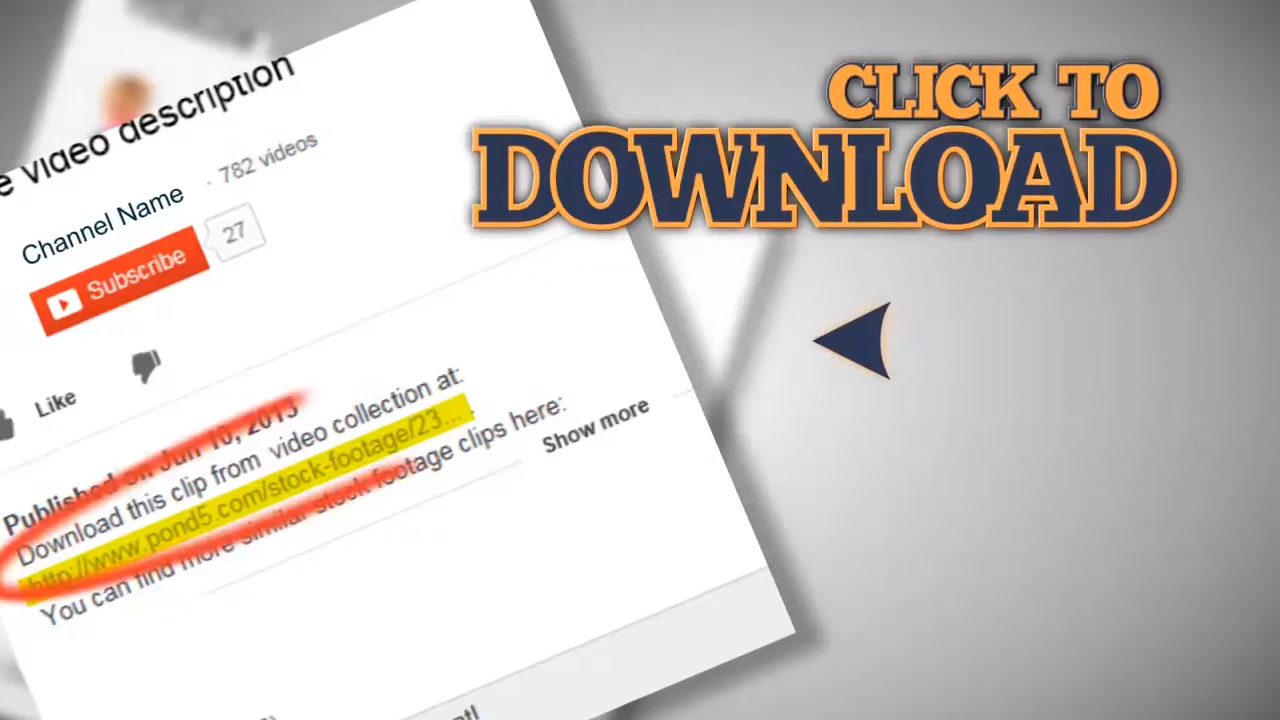 CLICK TO
DOWNLOAD
e video description
Channel Name · 782 videos
Subscribe 27
Like
Published on Jun 10, 2013
Download this clip from video collection at:
http://www.pond5.com/stock-footage/23...
You can find more similar stock footage clips here:
Show more